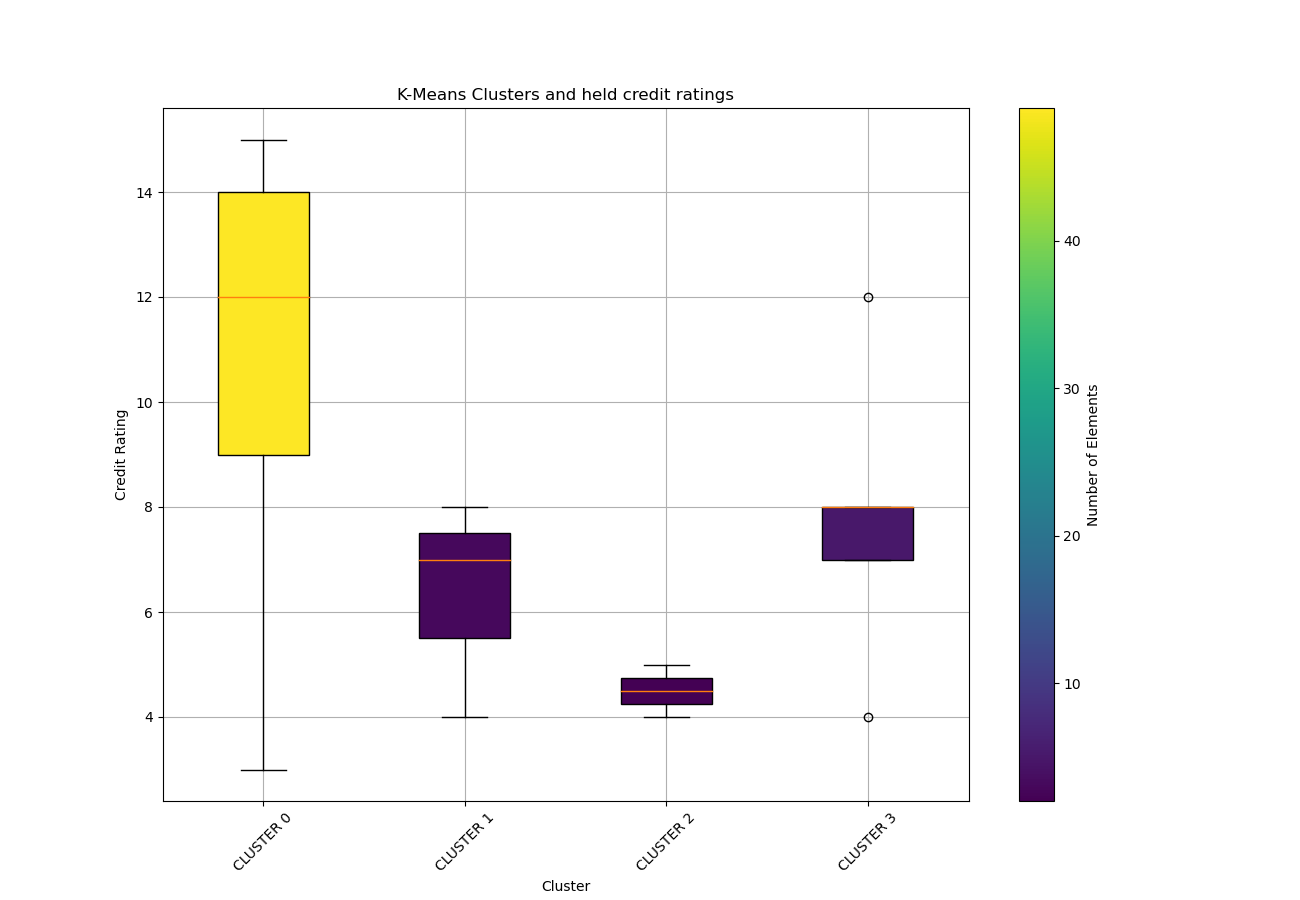 K-Means Clusters and held credit ratings
Credit Rating
14
12
10
8
6
4
CLUSTER 0
CLUSTER 1
CLUSTER 2
CLUSTER 3
Cluster
40
30
20
10
Number of Elements